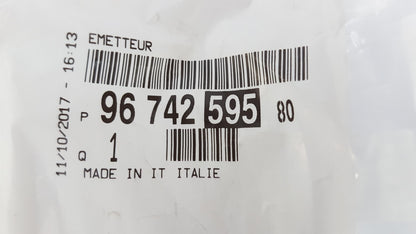 11/10/2017 - 16:13
EMETTEUR
P 96 742 595 80
Q 1
MADE IN IT ITALIE